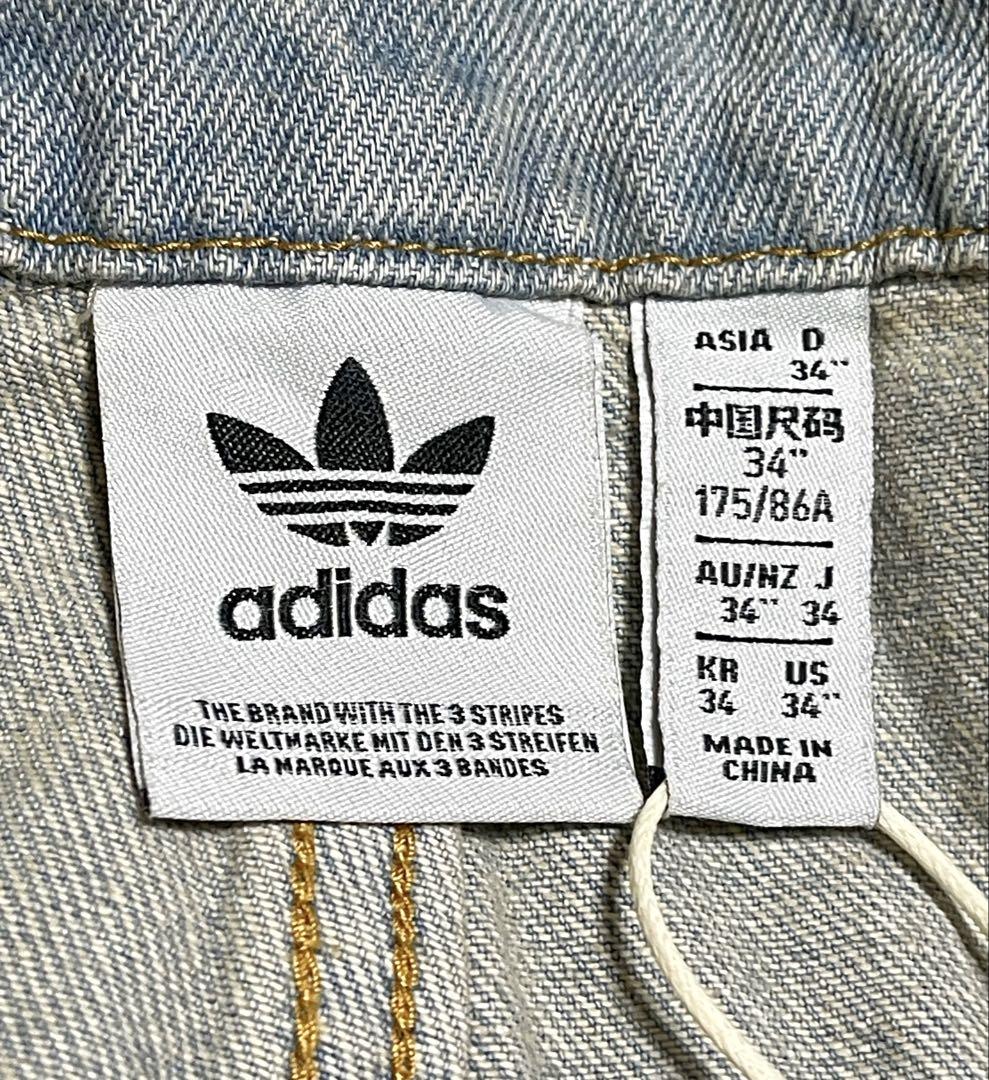 adidas
THE BRAND WITH THE 3 STRIPES
DIE WELTMARKE MIT DEN 3 STREIFEN
LA MARQUE AUX 3 BANDES
ASIA D
34"
中国尺码
34"
175/86A
AU/NZ J
34" 34
KR US
34 34"
MADE IN
CHINA